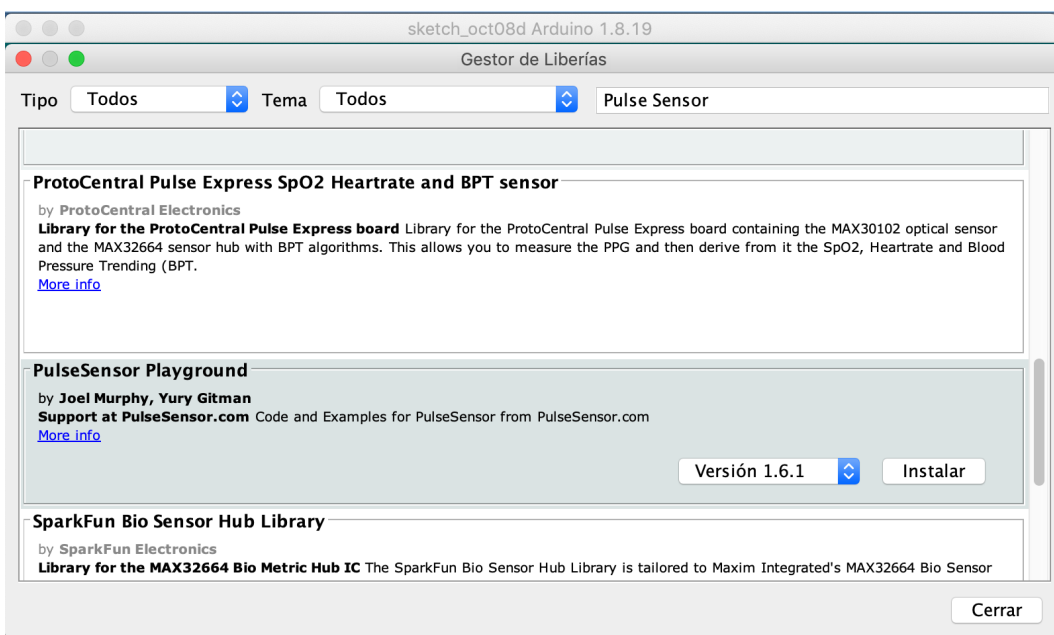 sketch_oct08d Arduino 1.8.19
Gestor de Liberías
Tipo Todos Tema Todos Pulse Sensor
ProtoCentral Pulse Express SpO2 Heartrate and BPT sensor
by ProtoCentral Electronics
Library for the ProtoCentral Pulse Express board Library for the ProtoCentral Pulse Express board containing the MAX30102 optical sensor
and the MAX32664 sensor hub with BPT algorithms. This allows you to measure the PPG and then derive from it the SpO2, Heartrate and Blood
Pressure Trending (BPT.
More info
PulseSensor Playground
by Joel Murphy, Yury Gitman
Support at PulseSensor.com Code and Examples for PulseSensor from PulseSensor.com
More info
Versión 1.6.1 Instalar
SparkFun Bio Sensor Hub Library
by SparkFun Electronics
Library for the MAX32664 Bio Metric Hub IC The SparkFun Bio Sensor Hub Library is tailored to Maxim Integrated's MAX32664 Bio Sensor
Cerrar